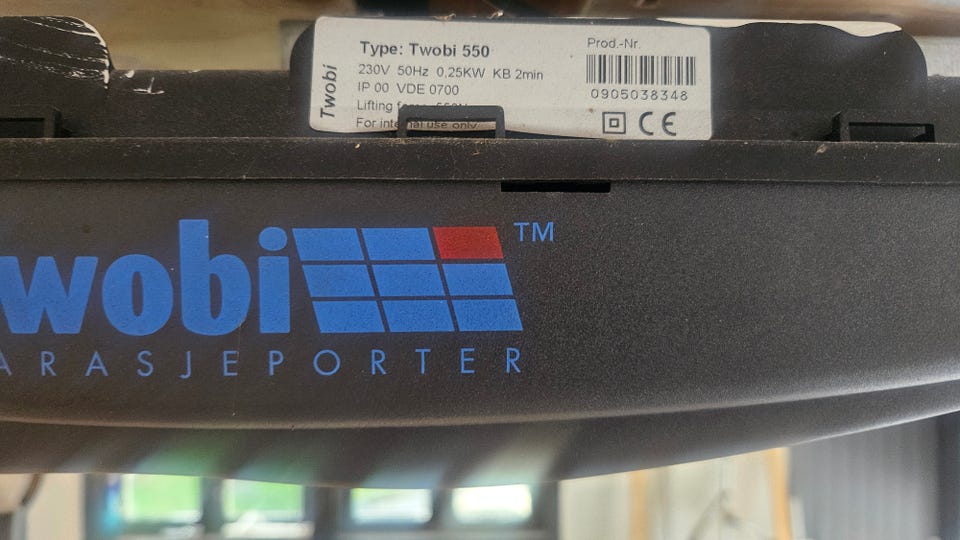 Type: Twobi 550
230V 50Hz 0,25KW KB 2min
IP 00 VDE 0700
Lifting
For internal use only
Twobi
Prod.-Nr.
0905038348
CE
wobi
TM
ARASJEPORTER